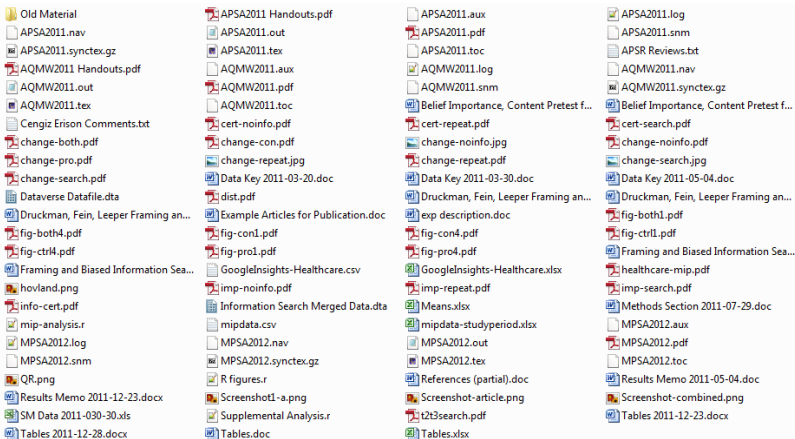 Old Material APSA2011 Handouts.pdf APSA2011.aux APSA2011.log
APSA2011.nav APSA2011.out APSA2011.pdf APSA2011.snm
APSA2011.synctex.gz APSA2011.tex APSA2011.toc APSR Reviews.txt
AQMW2011 Handouts.pdf AQMW2011.aux AQMW2011.log AQMW2011.nav
AQMW2011.out AQMW2011.pdf AQMW2011.snm AQMW2011.synctex.gz
AQMW2011.tex AQMW2011.toc Belief Importance, Content Pretest f... Belief Importance, Content Pretest f...
Cengiz Erison Comments.txt cert-noinfo.pdf cert-repeat.pdf cert-search.pdf
change-both.pdf change-con.pdf change-noinfo.jpg change-noinfo.pdf
change-pro.pdf change-repeat.jpg change-repeat.pdf change-search.jpg
change-search.pdf Data Key 2011-03-20.doc Data Key 2011-03-30.doc Data Key 2011-05-04.doc
Dataverse Datafile.dta dist.pdf Druckman, Fein, Leeper Framing an... Druckman, Fein, Leeper Framing an...
Druckman, Fein, Leeper Framing an... Example Articles for Publication.doc exp description.doc fig-both1.pdf
fig-both4.pdf fig-con1.pdf fig-con4.pdf fig-ctrl1.pdf
fig-ctrl4.pdf fig-pro1.pdf fig-pro4.pdf Framing and Biased Information Sea...
Framing and Biased Information Sea... GoogleInsights-Healthcare.csv GoogleInsights-Healthcare.xlsx healthcare-mip.pdf
hovland.png imp-noinfo.pdf imp-repeat.pdf imp-search.pdf
info-cert.pdf Information Search Merged Data.dta Means.xlsx Methods Section 2011-07-29.doc
mip-analysis.r mipdata.csv mipdata-studyperiod.xlsx MPSA2012.aux
MPSA2012.log MPSA2012.nav MPSA2012.out MPSA2012.pdf
MPSA2012.snm MPSA2012.synctex.gz MPSA2012.tex MPSA2012.toc
QR.png R figures.r References (partial).doc Results Memo 2011-05-04.doc
Results Memo 2011-12-23.docx Screenshot1-a.png Screenshot-article.png Screenshot-combined.png
SM Data 2011-030-30.xls Supplemental Analysis.r t2t3search.pdf Tables 2011-12-23.docx
Tables 2011-12-28.docx Tables.doc Tables.xlsx